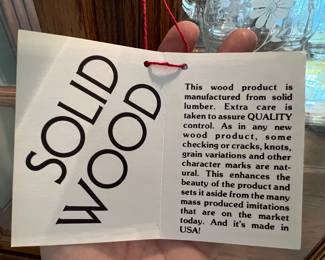 SOLID
WOOD
This wood product is
manufactured from solid
lumber. Extra care is
taken to assure QUALITY
control. As in any new
wood product, some
checking or cracks, knots,
grain variations and other
character marks are nat-
ural. This enhances the
beauty of the product and
sets it aside from the many
mass produced imitations
that are on the market
today. And it's made in
USA!